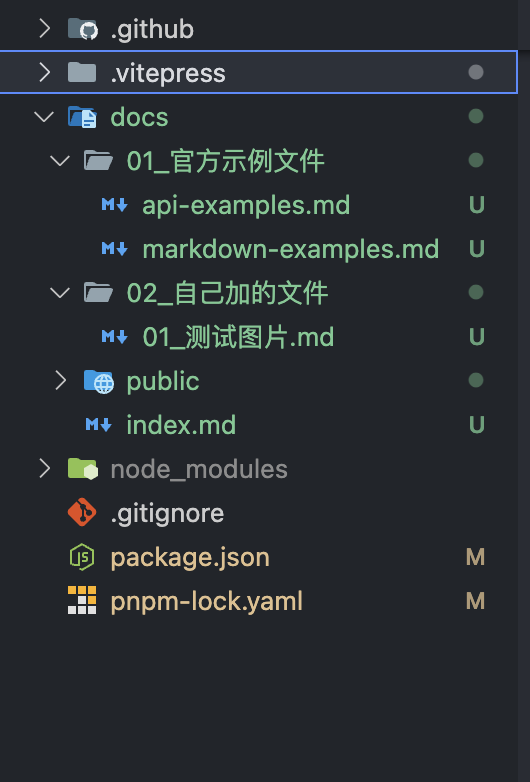 .github
.vitepress
docs
01_官方示例文件
api-examples.md U
markdown-examples.md U
02_自己加的文件
01_测试图片.md U
public
index.md U
node_modules
.gitignore
package.json M
pnpm-lock.yaml M